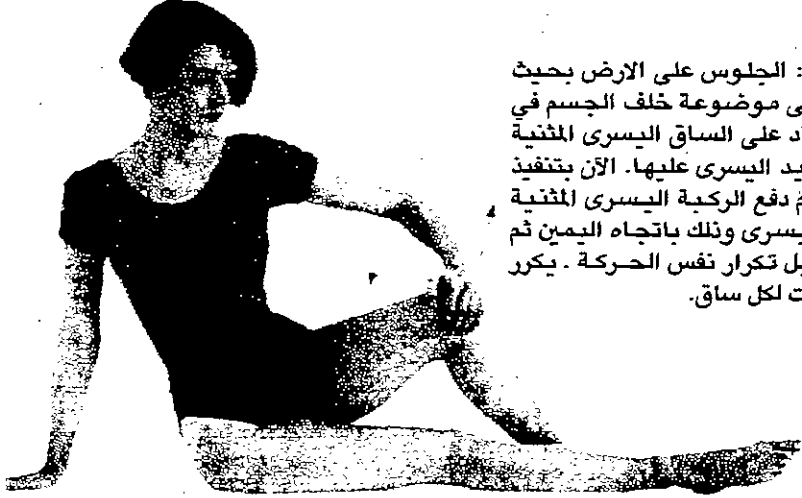 : الجلوس على الارض بحيث
ى موضوعة خلف الجسم في
د على الساق اليسرى المثنية
يد اليسرى عليها. الآن بتنفيذ
م دفع الركبة اليسرى المثنية
يسرى وذلك باتجاه اليمين ثم
بل تكرار نفس الحركة . يكرر
ت لكل ساق.